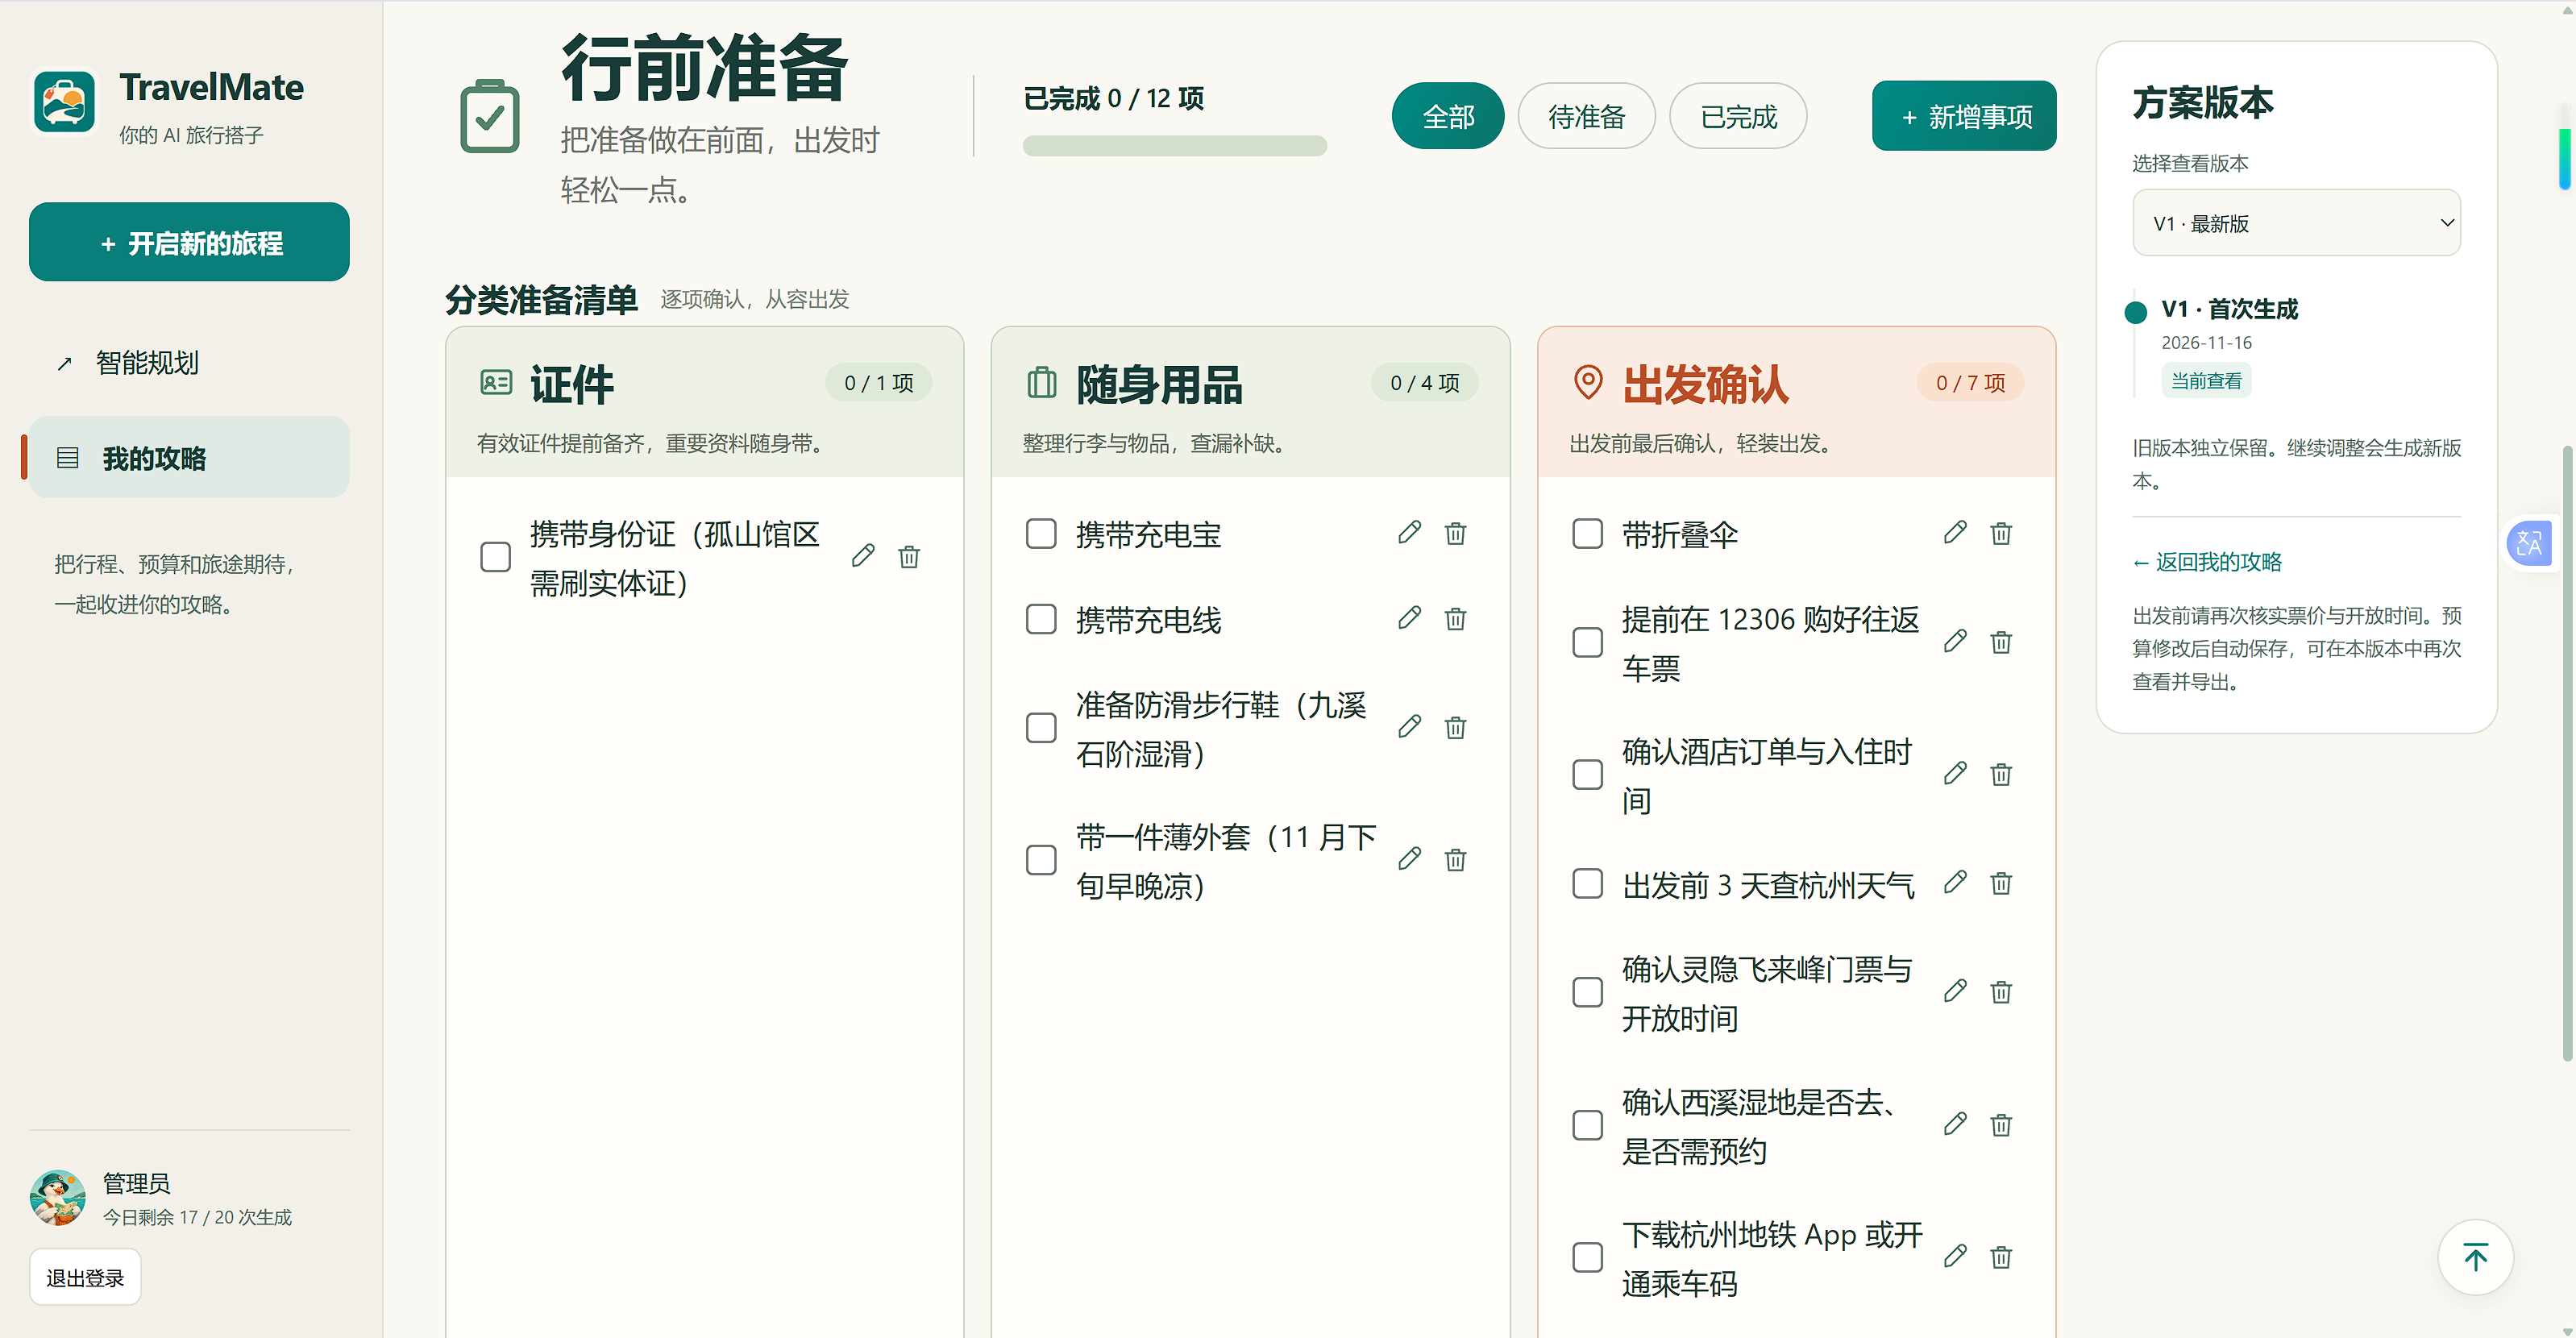 TravelMate
你的 AI 旅行搭子
+ 开启新的旅程
↗ 智能规划
我的攻略
把行程、预算和旅途期待，
一起收进你的攻略。
管理员
今日剩余 17 / 20 次生成
退出登录
行前准备
把准备做在前面，出发时
轻松一点。
已完成 0 / 12 项
全部
待准备
已完成
+ 新增事项
分类准备清单
逐项确认，从容出发
证件
0 / 1 项
有效证件提前备齐，重要资料随身带。
携带身份证（孤山馆区
需刷实体证）
随身用品
0 / 4 项
整理行李与物品，查漏补缺。
携带充电宝
携带充电线
准备防滑步行鞋（九溪
石阶湿滑）
带一件薄外套（11 月下
旬早晚凉）
出发确认
0 / 7 项
出发前最后确认，轻装出发。
带折叠伞
提前在 12306 购好往返
车票
确认酒店订单与入住时
间
出发前 3 天查杭州天气
确认灵隐飞来峰门票与
开放时间
确认西溪湿地是否去、
是否需预约
下载杭州地铁 App 或开
通乘车码
方案版本
选择查看版本
V1 · 最新版
V1 · 首次生成
2026-11-16
当前查看
旧版本独立保留。继续调整会生成新版
本。
← 返回我的攻略
出发前请再次核实票价与开放时间。预
算修改后自动保存，可在本版本中再次
查看并导出。
文A